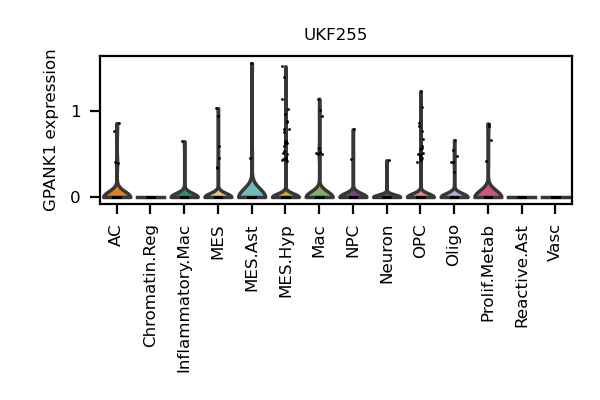 UKF255
GPANK1 expression
1
0
AC
Chromatin.Reg
Inflammatory.Mac
MES
MES.Ast
MES.Hyp
Mac
NPC
Neuron
OPC
Oligo
Prolif.Metab
Reactive.Ast
Vasc